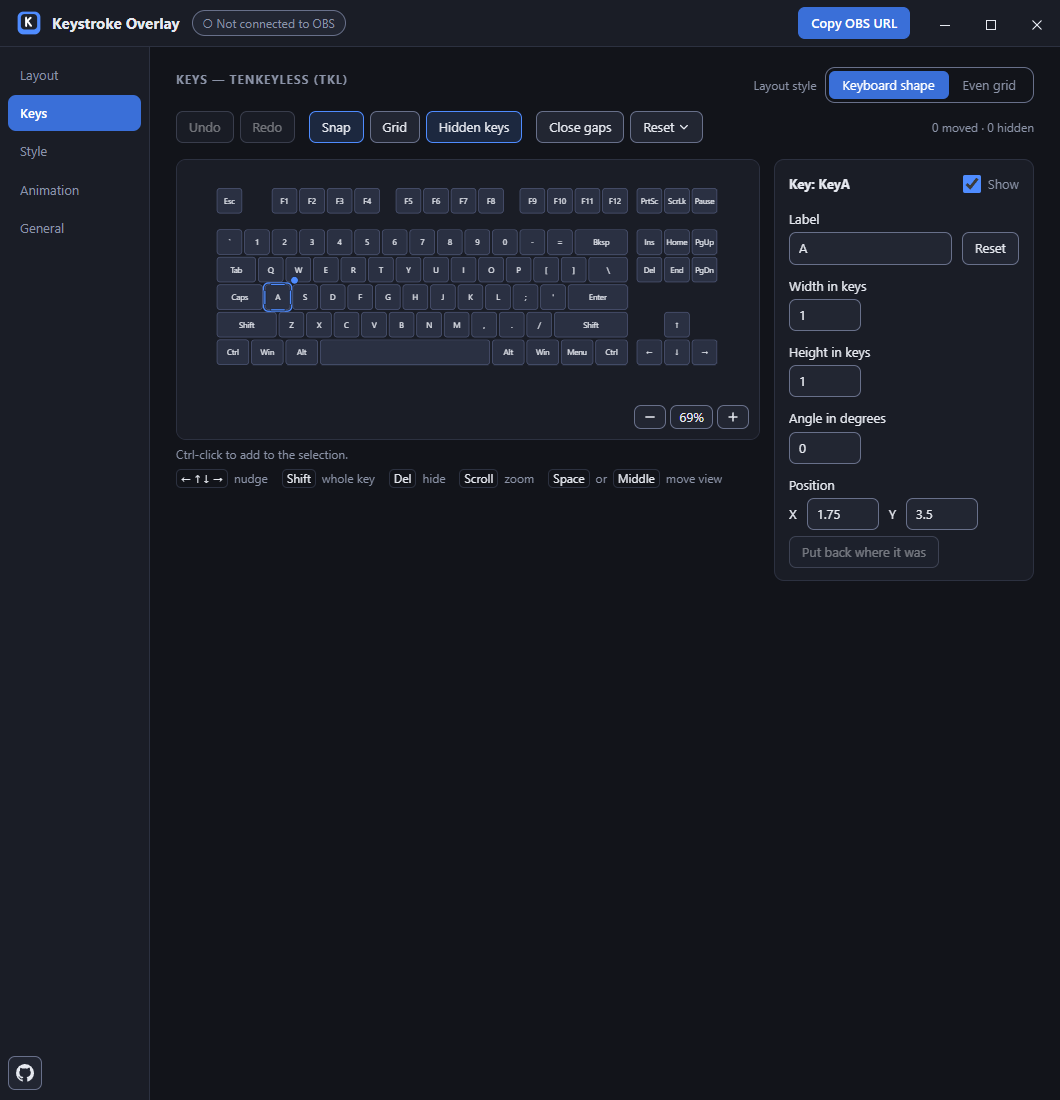 K Keystroke Overlay Not connected to OBS Copy OBS URL
Layout
Keys
Style
Animation
General
KEYS — TENKEYLESS (TKL) Layout style Keyboard shape Even grid
Undo Redo Snap Grid Hidden keys Close gaps Reset 0 moved · 0 hidden
Esc F1 F2 F3 F4 F5 F6 F7 F8 F9 F10 F11 F12 PrtSc ScrLk Pause
` 1 2 3 4 5 6 7 8 9 0 - = Bksp Ins Home PgUp
Tab Q W E R T Y U I O P [ ] \ Del End PgDn
Caps A S D F G H J K L ; ' Enter
Shift Z X C V B N M , . / Shift ↑
Ctrl Win Alt Alt Win Menu Ctrl ← ↓ →
− 69% +
Ctrl-click to add to the selection.
←↑↓→ nudge Shift whole key Del hide Scroll zoom Space or Middle move view
Key: KeyA Show
Label
A Reset
Width in keys
1
Height in keys
1
Angle in degrees
0
Position
X 1.75 Y 3.5
Put back where it was